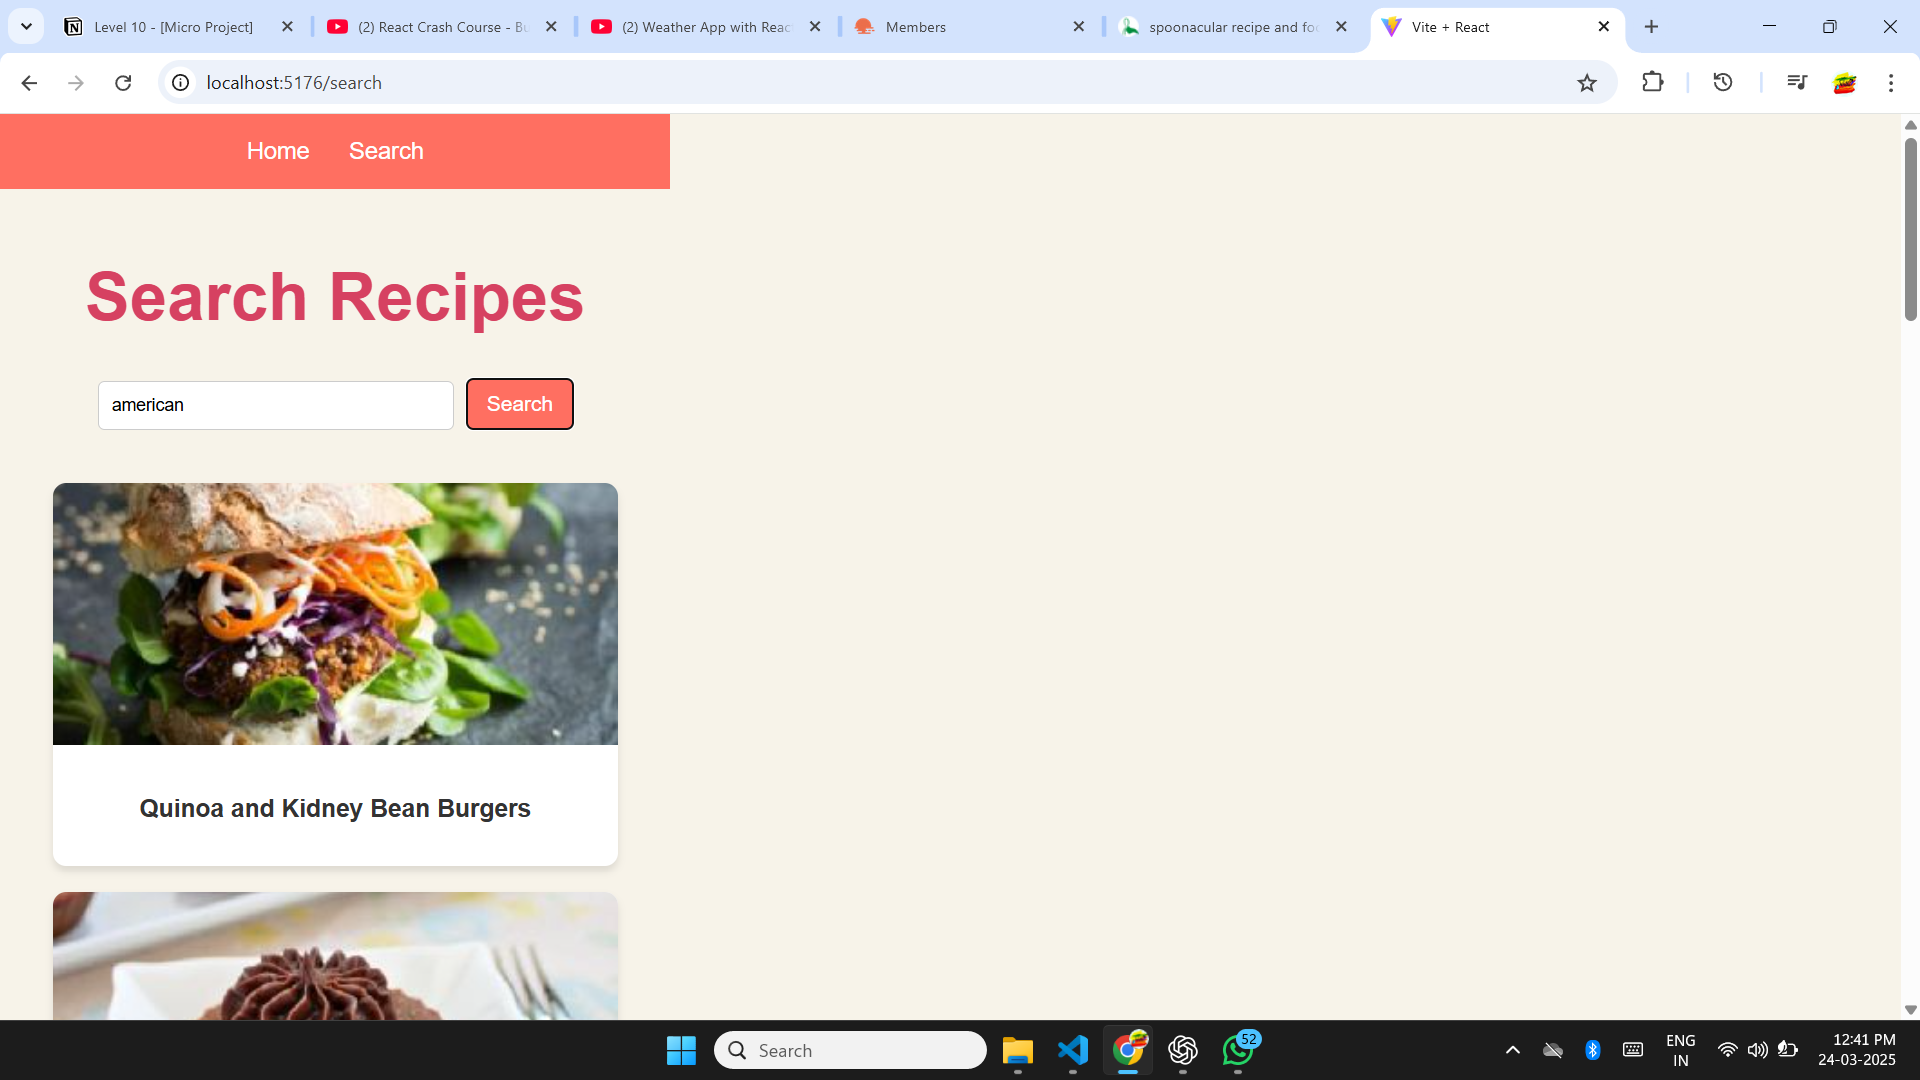 Level 10 - [Micro Project]
(2) React Crash Course - Bu
(2) Weather App with Reac
Members
spoonacular recipe and foo
Vite + React
localhost:5176/search
Home
Search
Search Recipes
american
Search
Quinoa and Kidney Bean Burgers
Search
52
ENG
IN
12:41 PM
24-03-2025